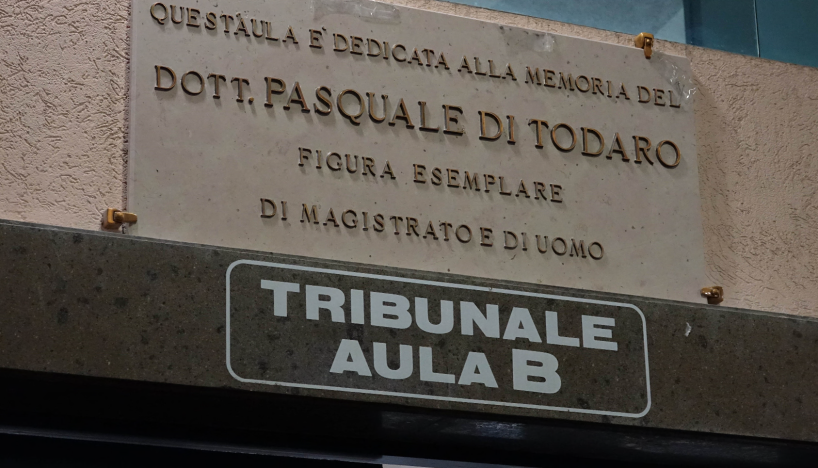 QUEST'AULA E' DEDICATA ALLA MEMORIA DEL
DOTT. PASQUALE DI TODARO
FIGURA ESEMPLARE
DI MAGISTRATO E DI UOMO
TRIBUNALE
AULA B